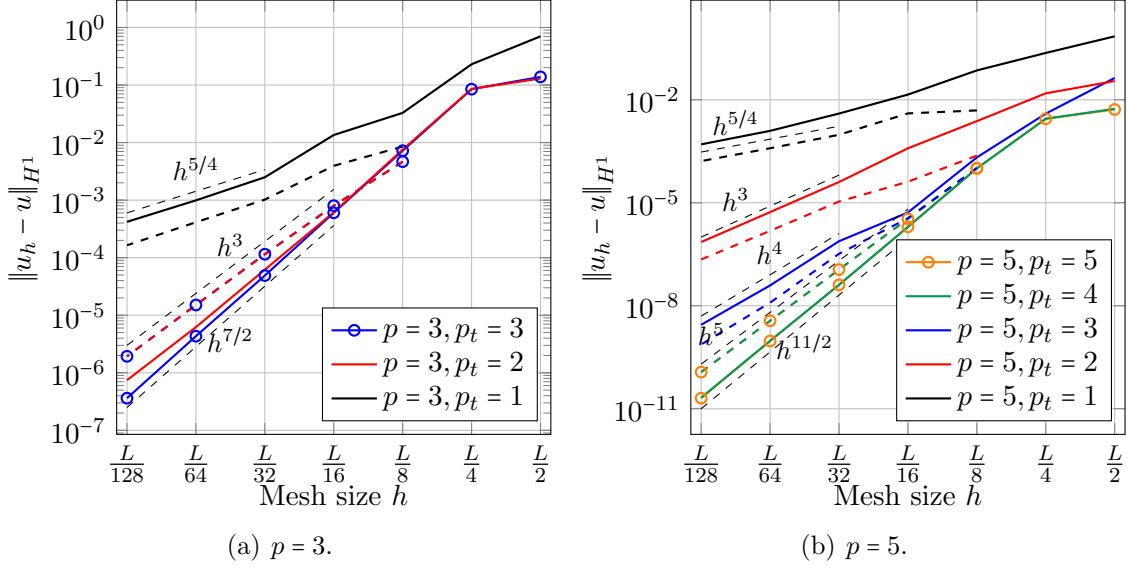 10^0
10^{-1}
10^{-2}
10^{-3}
10^{-4}
10^{-5}
10^{-6}
10^{-7}
‖u_h − u‖_{H^1}
h^{5/4}
h^3
h^{7/2}
p = 3, p_t = 3
p = 3, p_t = 2
p = 3, p_t = 1
L/128 L/64 L/32 L/16 L/8 L/4 L/2
Mesh size h
(a) p = 3.
10^{-2}
10^{-5}
10^{-8}
10^{-11}
‖u_h − u‖_{H^1}
h^{5/4}
h^3
h^4
h^5
h^{11/2}
p = 5, p_t = 5
p = 5, p_t = 4
p = 5, p_t = 3
p = 5, p_t = 2
p = 5, p_t = 1
L/128 L/64 L/32 L/16 L/8 L/4 L/2
Mesh size h
(b) p = 5.